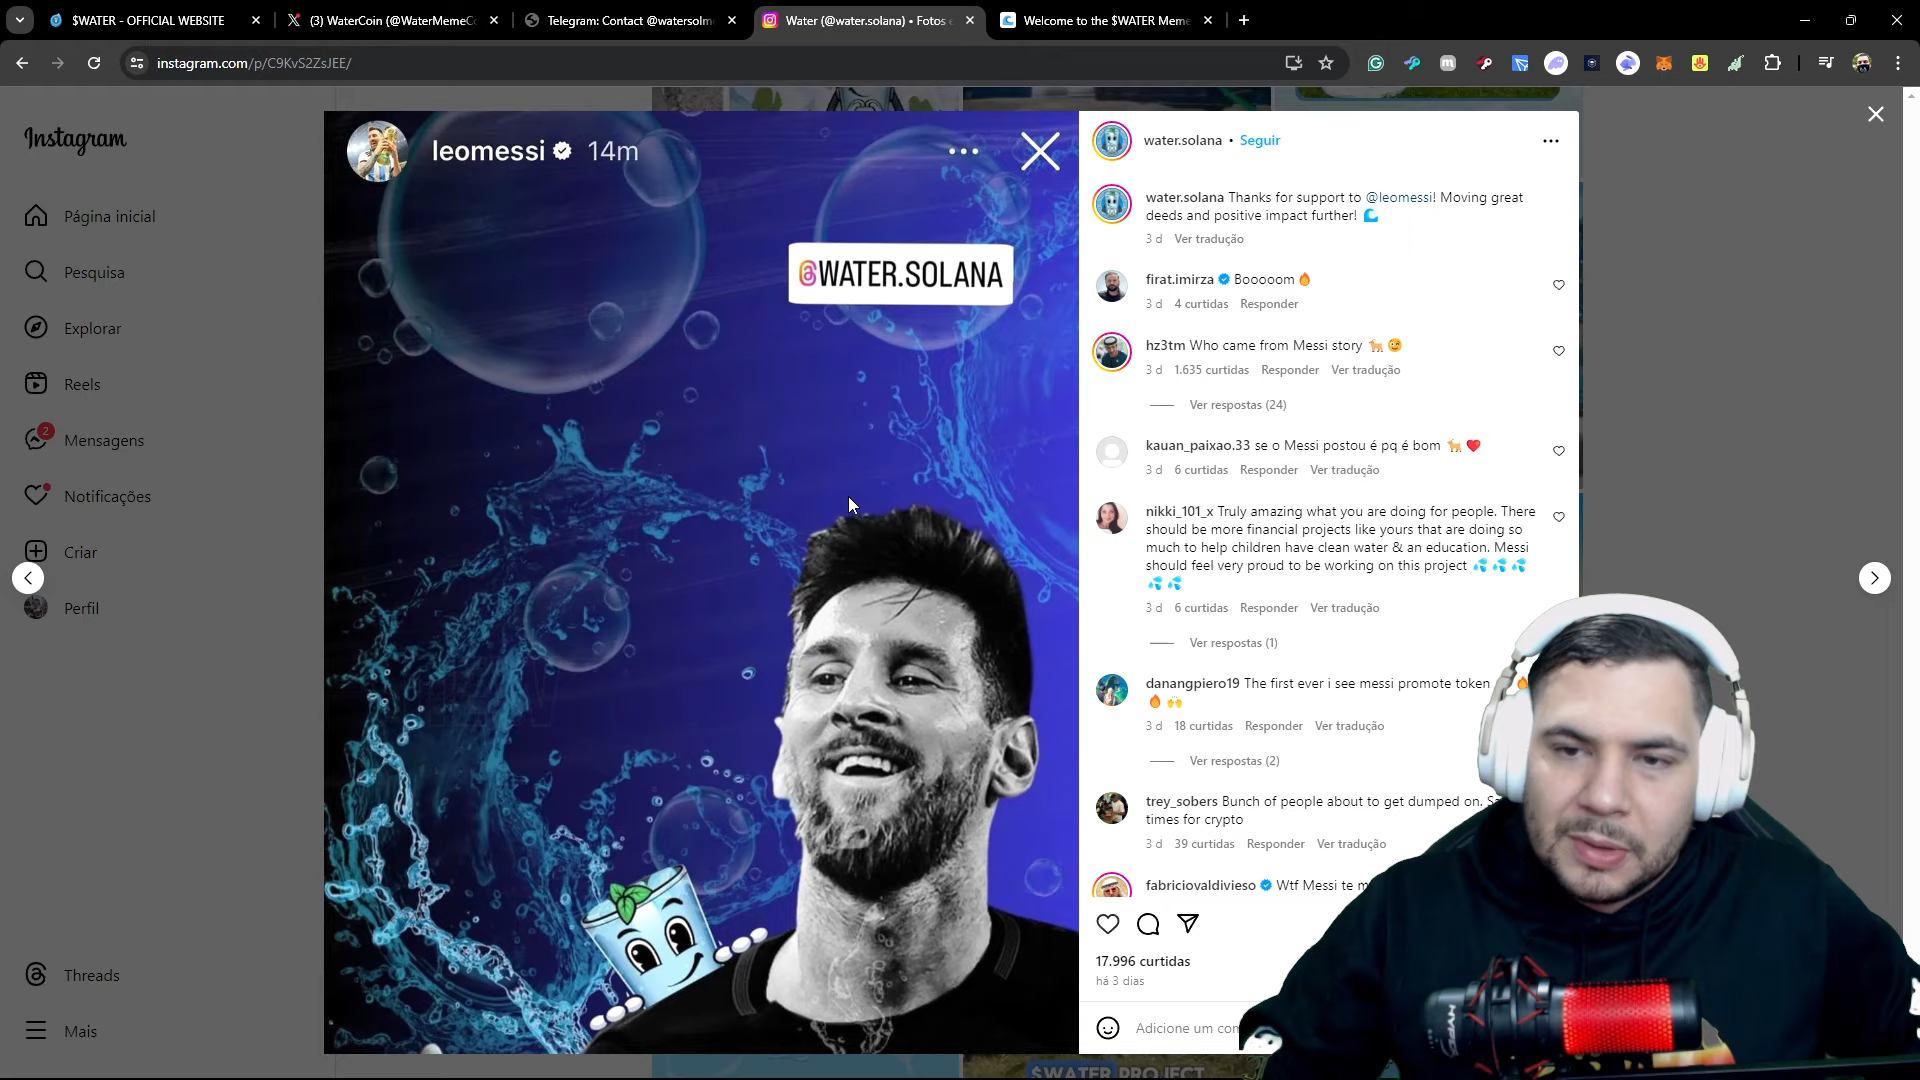 $WATER - OFFICIAL WEBSITE
(3) WaterCoin (@WaterMemeCo
Telegram: Contact @watersolm
Water (@water.solana) • Fotos e
Welcome to the $WATER Meme
instagram.com/p/C9KvS2ZsJEE/
Instagram
Página inicial
Pesquisa
Explorar
Reels
2
Mensagens
Notificações
Criar
Perfil
Threads
Mais
leomessi 14m
@WATER.SOLANA
water.solana • Seguir
water.solana Thanks for support to @leomessi! Moving great
deeds and positive impact further! 🌊
3 d Ver tradução
firat.imirza Booooom 🔥
3 d 4 curtidas Responder
hz3tm Who came from Messi story 🐐 😉
3 d 1.635 curtidas Responder Ver tradução
Ver respostas (24)
kauan_paixao.33 se o Messi postou é pq é bom 🐐 ❤️
3 d 6 curtidas Responder Ver tradução
nikki_101_x Truly amazing what you are doing for people. There
should be more financial projects like yours that are doing so
much to help children have clean water & an education. Messi
should feel very proud to be working on this project 💦 💦 💦
💦 💦
3 d 6 curtidas Responder Ver tradução
Ver respostas (1)
danangpiero19 The first ever i see messi promote token 🔥
🔥 🙌
3 d 18 curtidas Responder Ver tradução
Ver respostas (2)
trey_sobers Bunch of people about to get dumped on.
times for crypto
3 d 39 curtidas Responder Ver tradução
fabriciovaldivieso Wtf Messi te m
17.996 curtidas
há 3 dias
Adicione um com
$WATER PROJECT